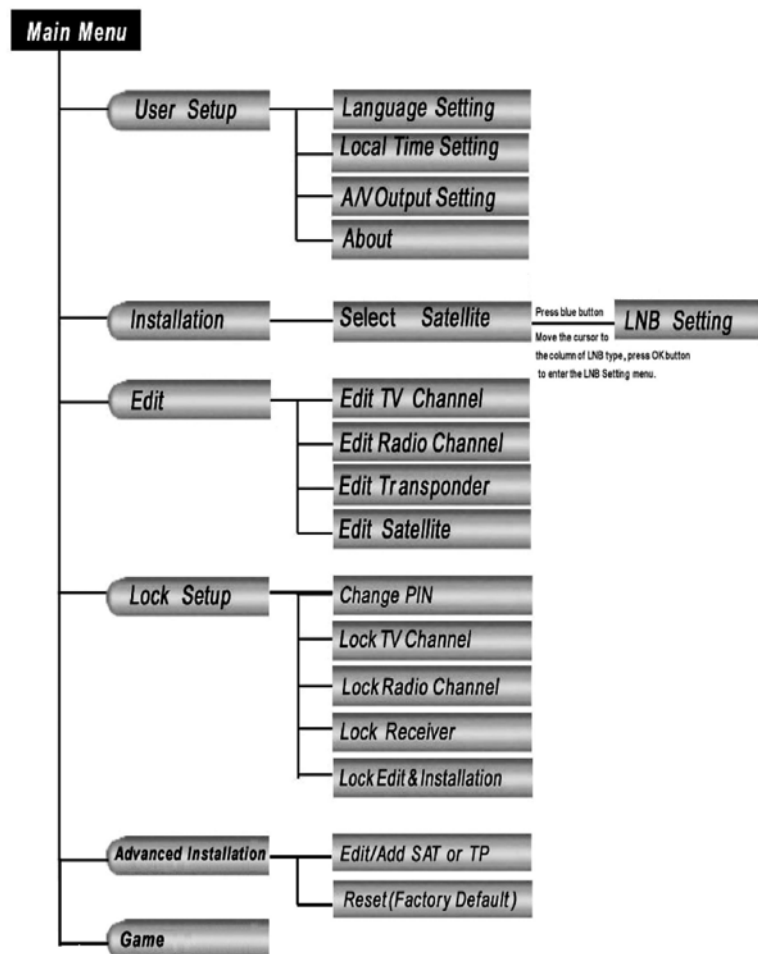 Main Menu
User Setup
Language Setting
Local Time Setting
A/V Output Setting
About
Installation
Select Satellite
Press blue button
Move the cursor to
the column of LNB type, press OK button
to enter the LNB Setting menu.
LNB Setting
Edit
Edit TV Channel
Edit Radio Channel
Edit Transponder
Edit Satellite
Lock Setup
Change PIN
Lock TV Channel
Lock Radio Channel
Lock Receiver
Lock Edit & Installation
Advanced Installation
Edit/Add SAT or TP
Reset(Factory Default)
Game